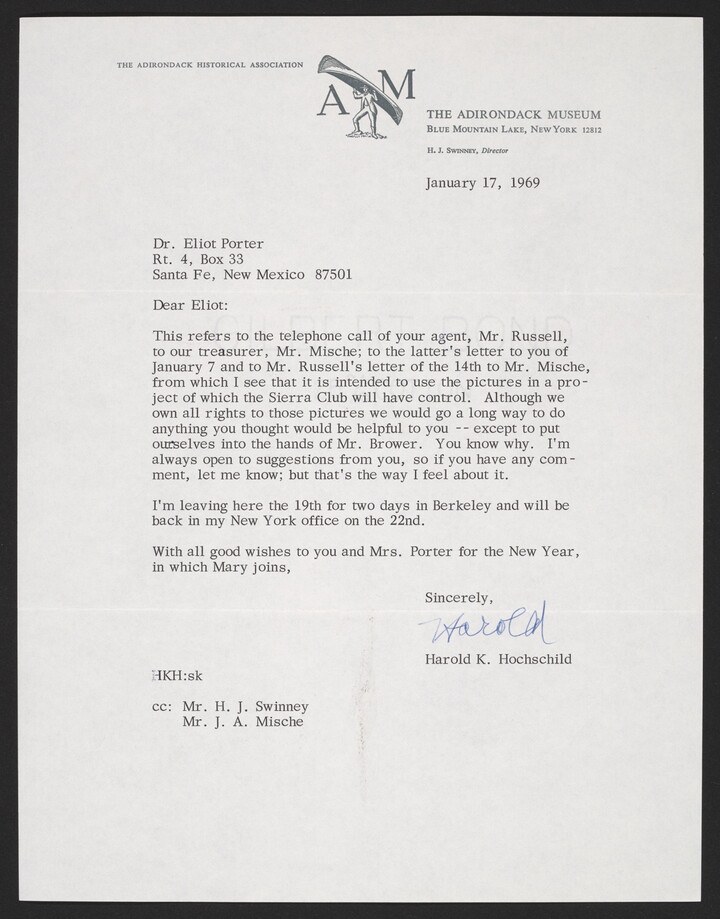 THE ADIRONDACK HISTORICAL ASSOCIATION
A M
THE ADIRONDACK MUSEUM
BLUE MOUNTAIN LAKE, NEW YORK 12812
H. J. SWINNEY, Director
January 17, 1969
Dr. Eliot Porter
Rt. 4, Box 33
Santa Fe, New Mexico 87501
Dear Eliot:
This refers to the telephone call of your agent, Mr. Russell,
to our treasurer, Mr. Mische; to the latter's letter to you of
January 7 and to Mr. Russell's letter of the 14th to Mr. Mische,
from which I see that it is intended to use the pictures in a pro-
ject of which the Sierra Club will have control. Although we
own all rights to those pictures we would go a long way to do
anything you thought would be helpful to you -- except to put
ourselves into the hands of Mr. Brower. You know why. I'm
always open to suggestions from you, so if you have any com-
ment, let me know; but that's the way I feel about it.
I'm leaving here the 19th for two days in Berkeley and will be
back in my New York office on the 22nd.
With all good wishes to you and Mrs. Porter for the New Year,
in which Mary joins,
Sincerely,
Harold
Harold K. Hochschild
HKH:sk
cc: Mr. H. J. Swinney
Mr. J. A. Mische